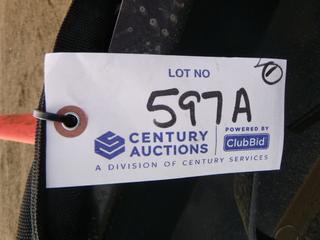 LOT NO
597A
CENTURY
AUCTIONS
POWERED BY
ClubBid
A DIVISION OF CENTURY SERVICES